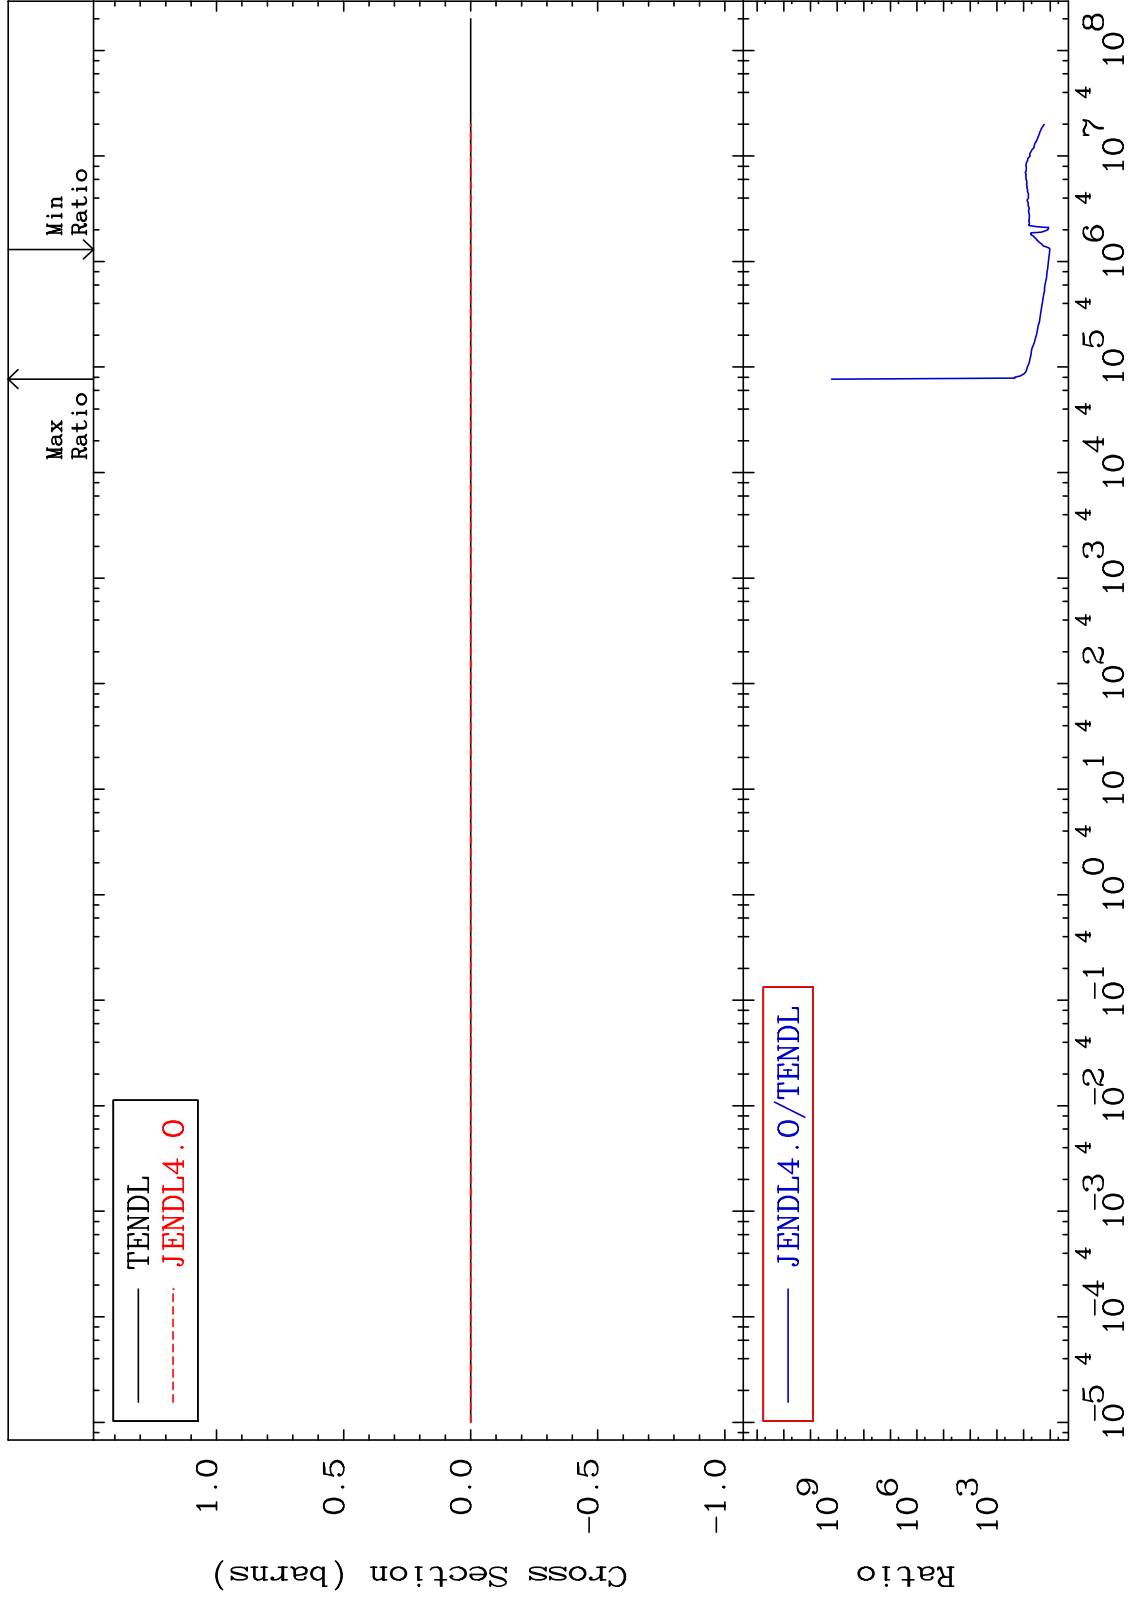 Max
Ratio
Min
Ratio
Cross Section (barns)
1.0
0.5
0.0
-0.5
-1.0
TENDL
JENDL4.0
Ratio
10^9
10^6
10^3
JENDL4.0/TENDL
10^-5 4 10^-4 4 10^-3 4 10^-2 4 10^-1 4 10^0 4 10^1 4 10^2 4 10^3 4 10^4 4 10^5 4 10^6 4 10^7 4 10^8